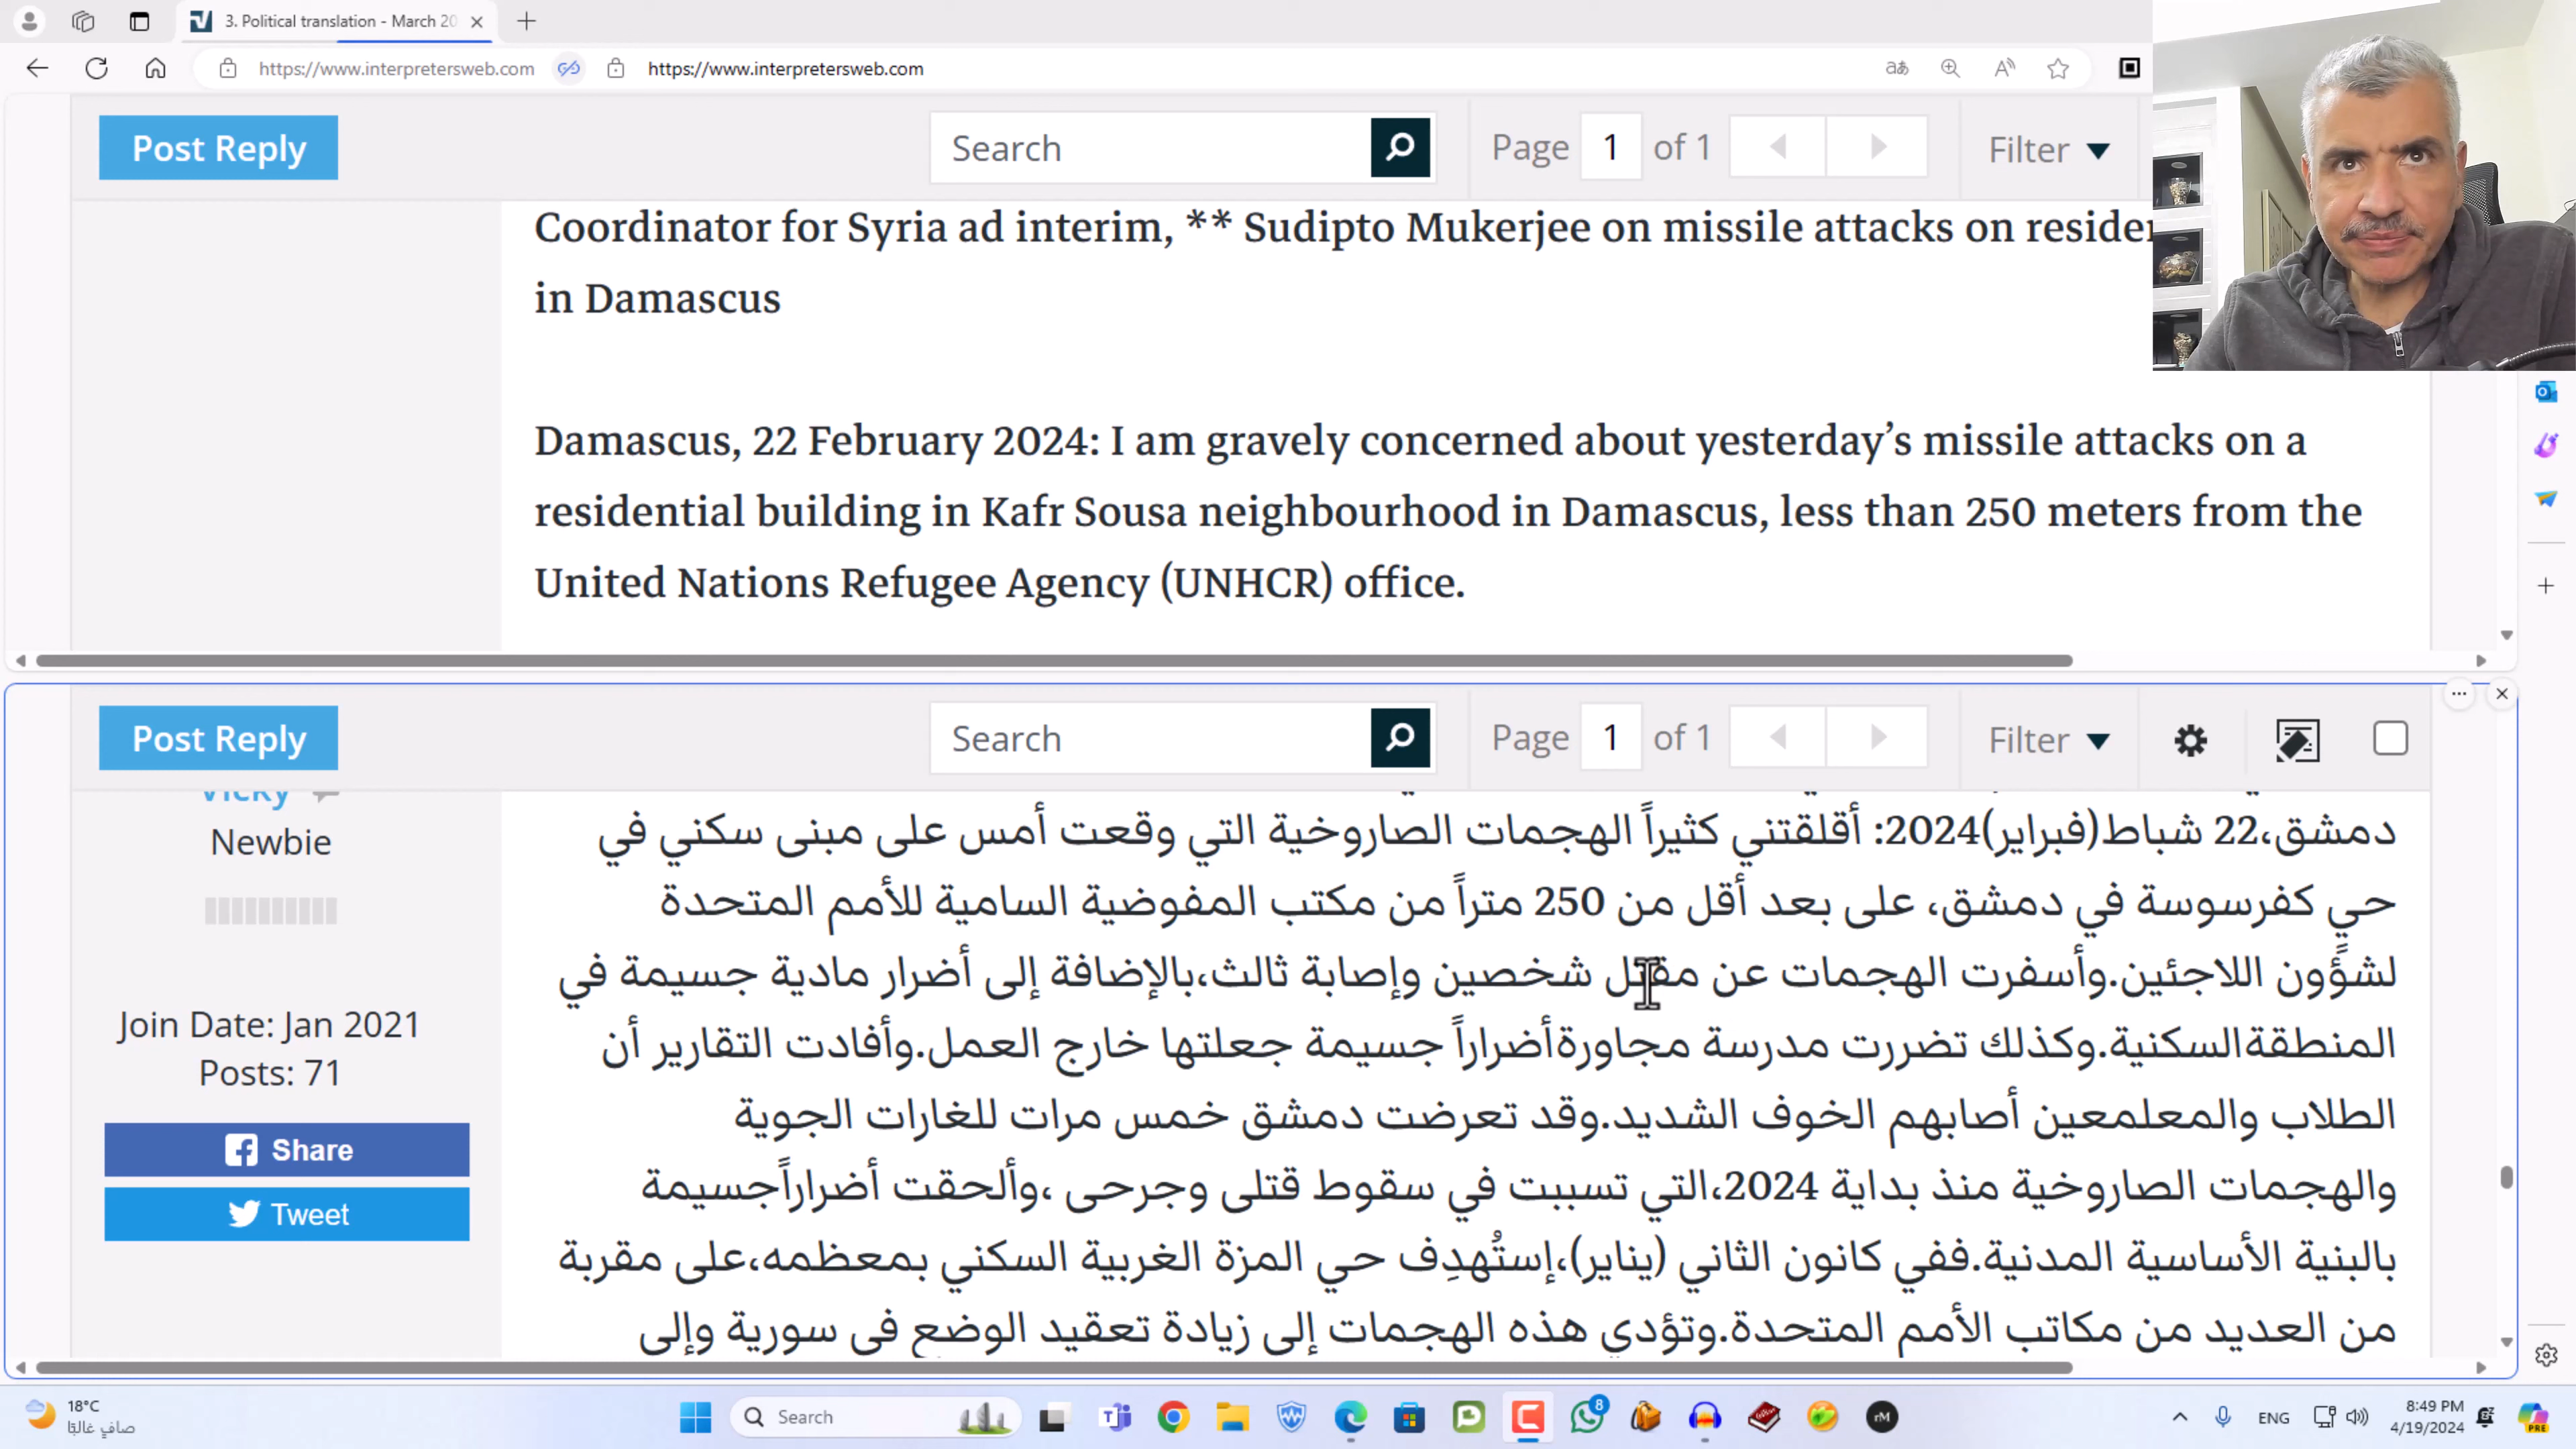 3. Political translation - March 20
https://www.interpretersweb.com
https://www.interpretersweb.com
Post Reply
Search
Page 1 of 1
Filter
Coordinator for Syria ad interim, ** Sudipto Mukerjee on missile attacks on
in Damascus
Damascus, 22 February 2024: I am gravely concerned about yesterday’s missile attacks on a
residential building in Kafr Sousa neighbourhood in Damascus, less than 250 meters from the
United Nations Refugee Agency (UNHCR) office.
Post Reply
Search
Page 1 of 1
Filter
Vicky
Newbie
Join Date: Jan 2021
Posts: 71
Share
Tweet
دمشق،22 شباط(فبراير)2024: أقلقتني كثيراً الهجمات الصاروخية التي وقعت أمس على مبنى سكني في
حي كفرسوسة في دمشق، على بعد أقل من 250 متراً من مكتب المفوضية السامية للأمم المتحدة
لشؤون اللاجئين.وأسفرت الهجمات عن مقتل شخصين وإصابة ثالث،بالإضافة إلى أضرار مادية جسيمة في
المنطقةالسكنية.وكذلك تضررت مدرسة مجاورةأضراراً جسيمة جعلتها خارج العمل.وأفادت التقارير أن
الطلاب والمعلمعين أصابهم الخوف الشديد.وقد تعرضت دمشق خمس مرات للغارات الجوية
والهجمات الصاروخية منذ بداية 2024،التي تسببت في سقوط قتلى وجرحى ،وألحقت أضراراًجسيمة
بالبنية الأساسية المدنية.ففي كانون الثاني (يناير)،إستُهدِف حي المزة الغربية السكني بمعظمه،على مقربة
من العديد من مكاتب الأمم المتحدة.وتؤدي هذه الهجمات إلى زيادة تعقيد الوضع في سورية وإلى
18°C
صافٍ غالبًا
Search
8
rM
ENG
8:49 PM
4/19/2024
PRE